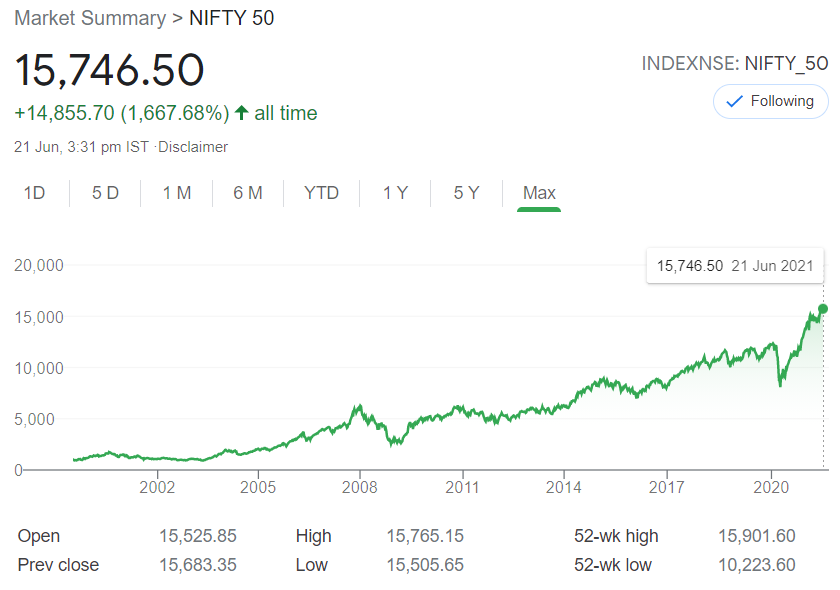 Market Summary > NIFTY 50
15,746.50
INDEXNSE: NIFTY_50
+14,855.70 (1,667.68%) ↑ all time
Following
21 Jun, 3:31 pm IST ·Disclaimer
1D 5 D 1 M 6 M YTD 1 Y 5 Y Max
15,746.50 21 Jun 2021
20,000
15,000
10,000
5,000
0
2002 2005 2008 2011 2014 2017 2020
Open 15,525.85 High 15,765.15 52-wk high 15,901.60
Prev close 15,683.35 Low 15,505.65 52-wk low 10,223.60